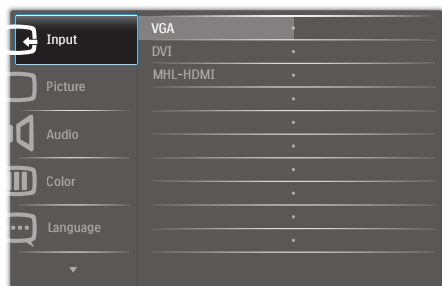 Input
Picture
Audio
Color
Language
VGA
DVI
MHL-HDMI